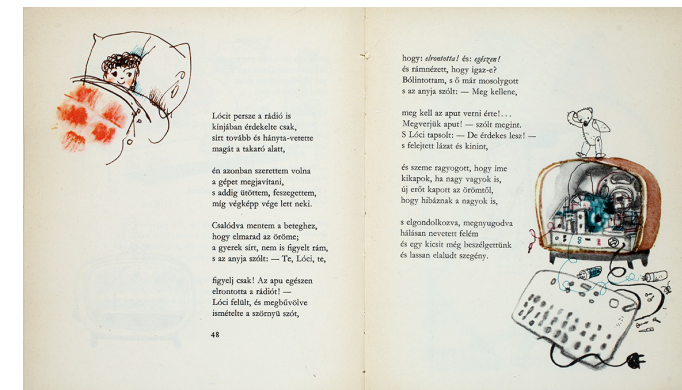 Lócit persze a rádió is
kínjában érdekelte csak,
sírt tovább és hányta-vetette
magát a takaró alatt,
én azonban szerettem volna
a gépet megjavítani,
s addig ütöttem, feszegettem,
míg végképp vége lett neki.
Csalódva mentem a beteghez,
hogy elmarad az öröme;
a gyerek sírt, nem is figyelt rám,
s az anyja szólt: — Te, Lóci, te,
figyelj csak! Az apu egészen
elrontotta a rádiót! —
Lóci felült, és megbűvölve
ismételte a szörnyű szót,
48
hogy: elrontotta! és: egészen!
és rámnézett, hogy igaz-e?
Bólintottam, s ő már mosolygott
s az anyja szólt: — Meg kellene,
meg kell az aput verni érte!...
Megverjük aput! — szólt megint.
S Lóci tapsolt: — De érdekes lesz! —
s felejtett lázat és kinint,
és szeme ragyogott, hogy íme
kikapok, ha nagy vagyok is,
új erőt kapott az örömtől,
hogy hibáznak a nagyok is,
s elgondolkozva, megnyugodva
hálásan nevetett felém
és egy kicsit még beszélgettünk
és lassan elaludt szegény.